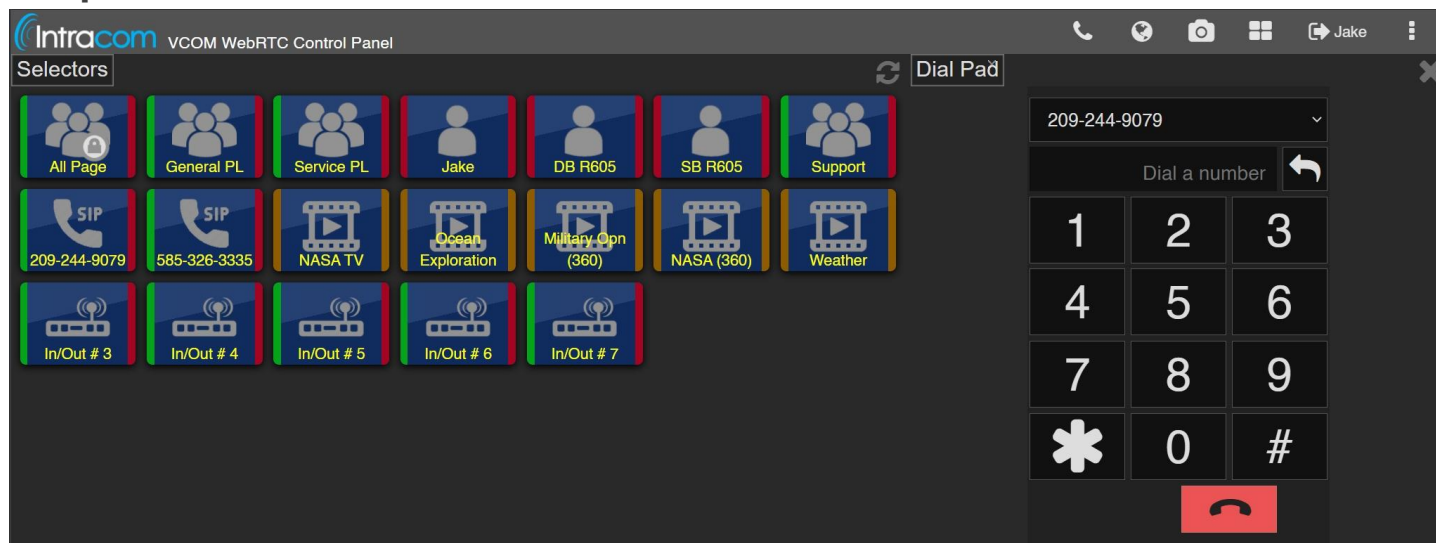 Intracom VCOM WebRTC Control Panel Jake
Selectors Dial Pad
All Page General PL Service PL Jake DB R605 SB R605 Support
SIP SIP
209-244-9079 585-326-3335 NASA TV Ocean Exploration Military Opn (360) NASA (360) Weather
In/Out # 3 In/Out # 4 In/Out # 5 In/Out # 6 In/Out # 7
209-244-9079
Dial a number
1 2 3
4 5 6
7 8 9
* 0 #